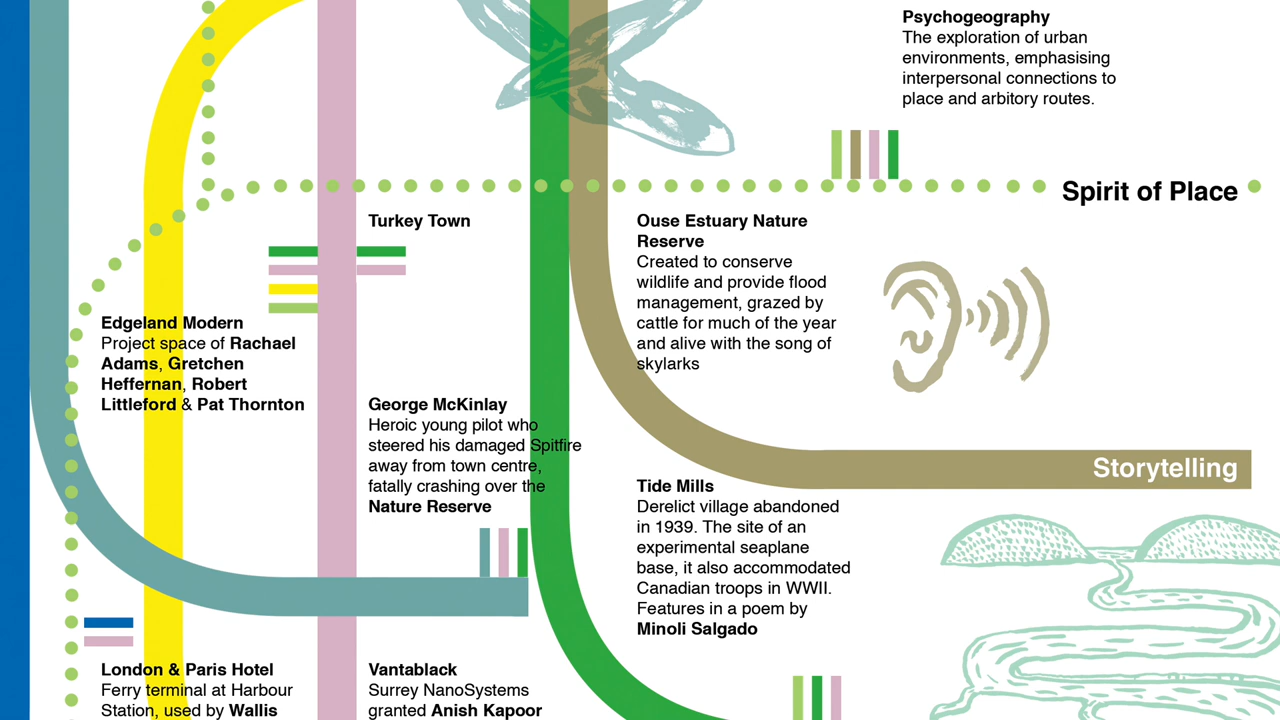 Psychogeography
The exploration of urban
environments, emphasising
interpersonal connections to
place and arbitory routes.
Spirit of Place
Turkey Town
Ouse Estuary Nature
Reserve
Created to conserve
wildlife and provide flood
management, grazed by
cattle for much of the year
and alive with the song of
skylarks
Edgeland Modern
Project space of Rachael
Adams, Gretchen
Heffernan, Robert
Littleford & Pat Thornton
George McKinlay
Heroic young pilot who
steered his damaged Spitfire
away from town centre,
fatally crashing over the
Nature Reserve
Storytelling
Tide Mills
Derelict village abandoned
in 1939. The site of an
experimental seaplane
base, it also accommodated
Canadian troops in WWII.
Features in a poem by
Minoli Salgado
London & Paris Hotel
Ferry terminal at Harbour
Station, used by Wallis
Vantablack
Surrey NanoSystems
granted Anish Kapoor